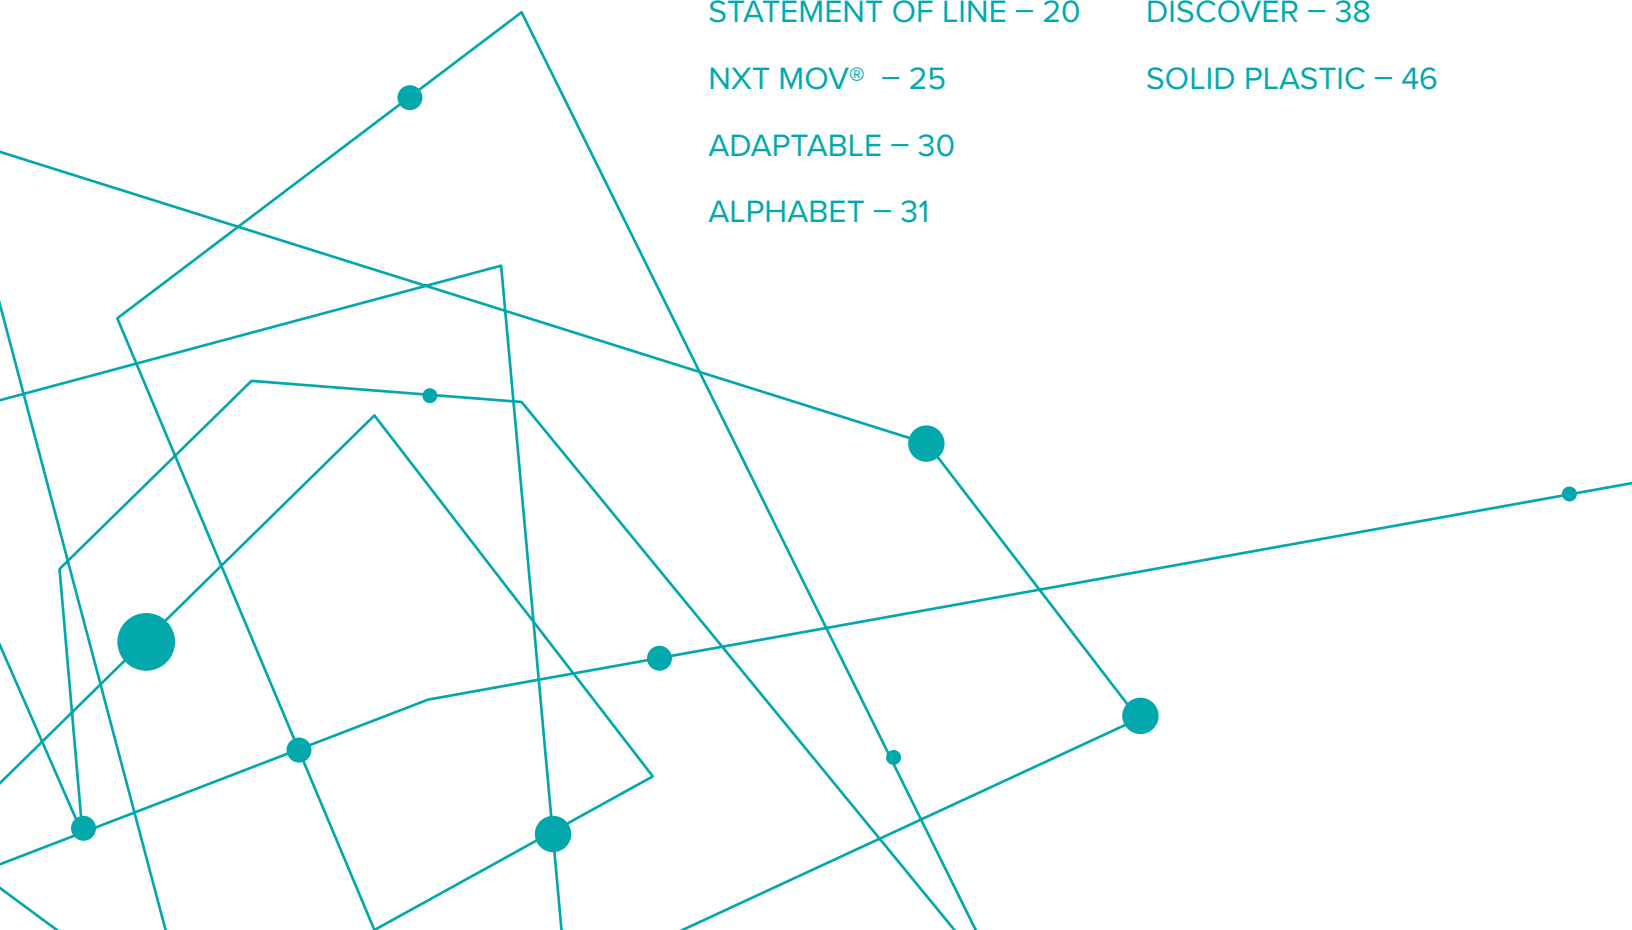 STATEMENT OF LINE – 20
NXT MOV® – 25
ADAPTABLE – 30
ALPHABET – 31
DISCOVER – 38
SOLID PLASTIC – 46